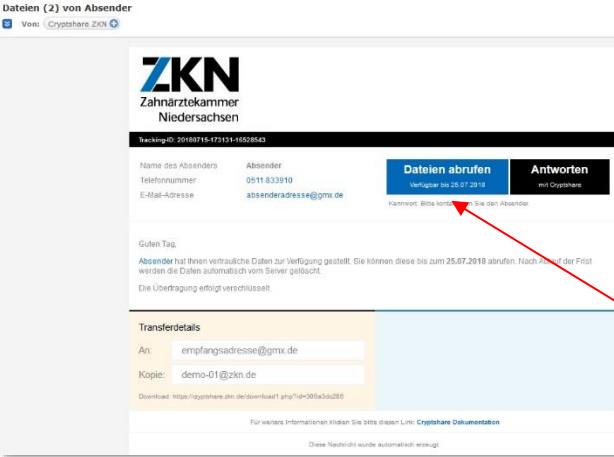 Dateien (2) von Absender
Von: Cryptshare ZKN
ZKN
Zahnärztekammer
Niedersachsen
Tracking-ID: 20180715-173131-16528543
Name des Absenders Absender
Telefonnummer 0511 833910
E-Mail-Adresse absenderadresse@gmx.de
Dateien abrufen
Verfügbar bis 25.07.2018
Antworten
mit Cryptshare
Kennwort: Bitte kontaktieren Sie den Absender.
Guten Tag,
Absender hat Ihnen vertrauliche Daten zur Verfügung gestellt. Sie können diese bis zum 25.07.2018 abrufen. Nach Ablauf der Frist
werden die Daten automatisch vom Server gelöscht.
Die Übertragung erfolgt verschlüsselt.
Transferdetails
An: empfangsadresse@gmx.de
Kopie: demo-01@zkn.de
Download:
Für weitere Informationen klicken Sie bitte diesen Link: Cryptshare Dokumentation
Diese Nachricht wurde automatisch erzeugt.